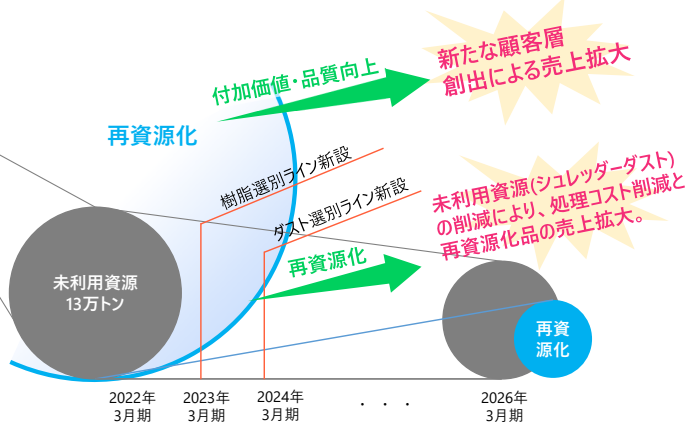 新たな顧客層
創出による売上拡大
付加価値・品質向上
再資源化
樹脂選別ライン新設
ダスト選別ライン新設
未利用資源(シュレッダーダスト)
の削減により、処理コスト削減と
再資源化品の売上拡大。
再資源化
未利用資源
13万トン
再資
源化
2022年
3月期
2023年
3月期
2024年
3月期
・・・
2026年
3月期